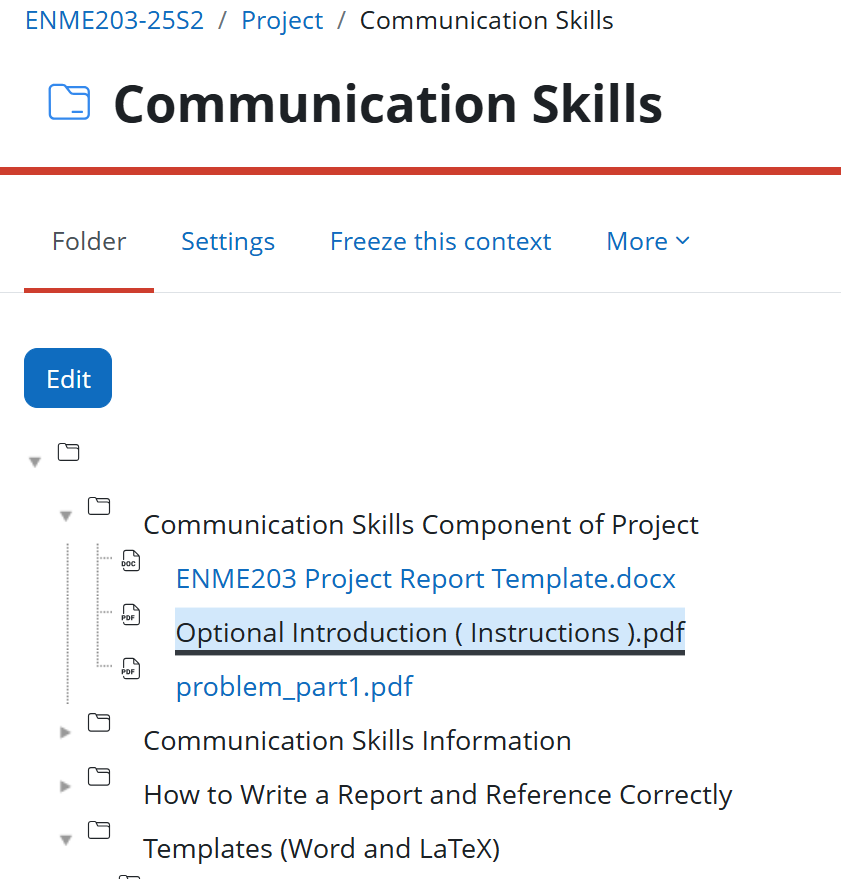 ENME203-25S2 / Project / Communication Skills
Communication Skills
Folder Settings Freeze this context More
Edit
Communication Skills Component of Project
DOC ENME203 Project Report Template.docx
PDF Optional Introduction ( Instructions ).pdf
PDF problem_part1.pdf
Communication Skills Information
How to Write a Report and Reference Correctly
Templates (Word and LaTeX)